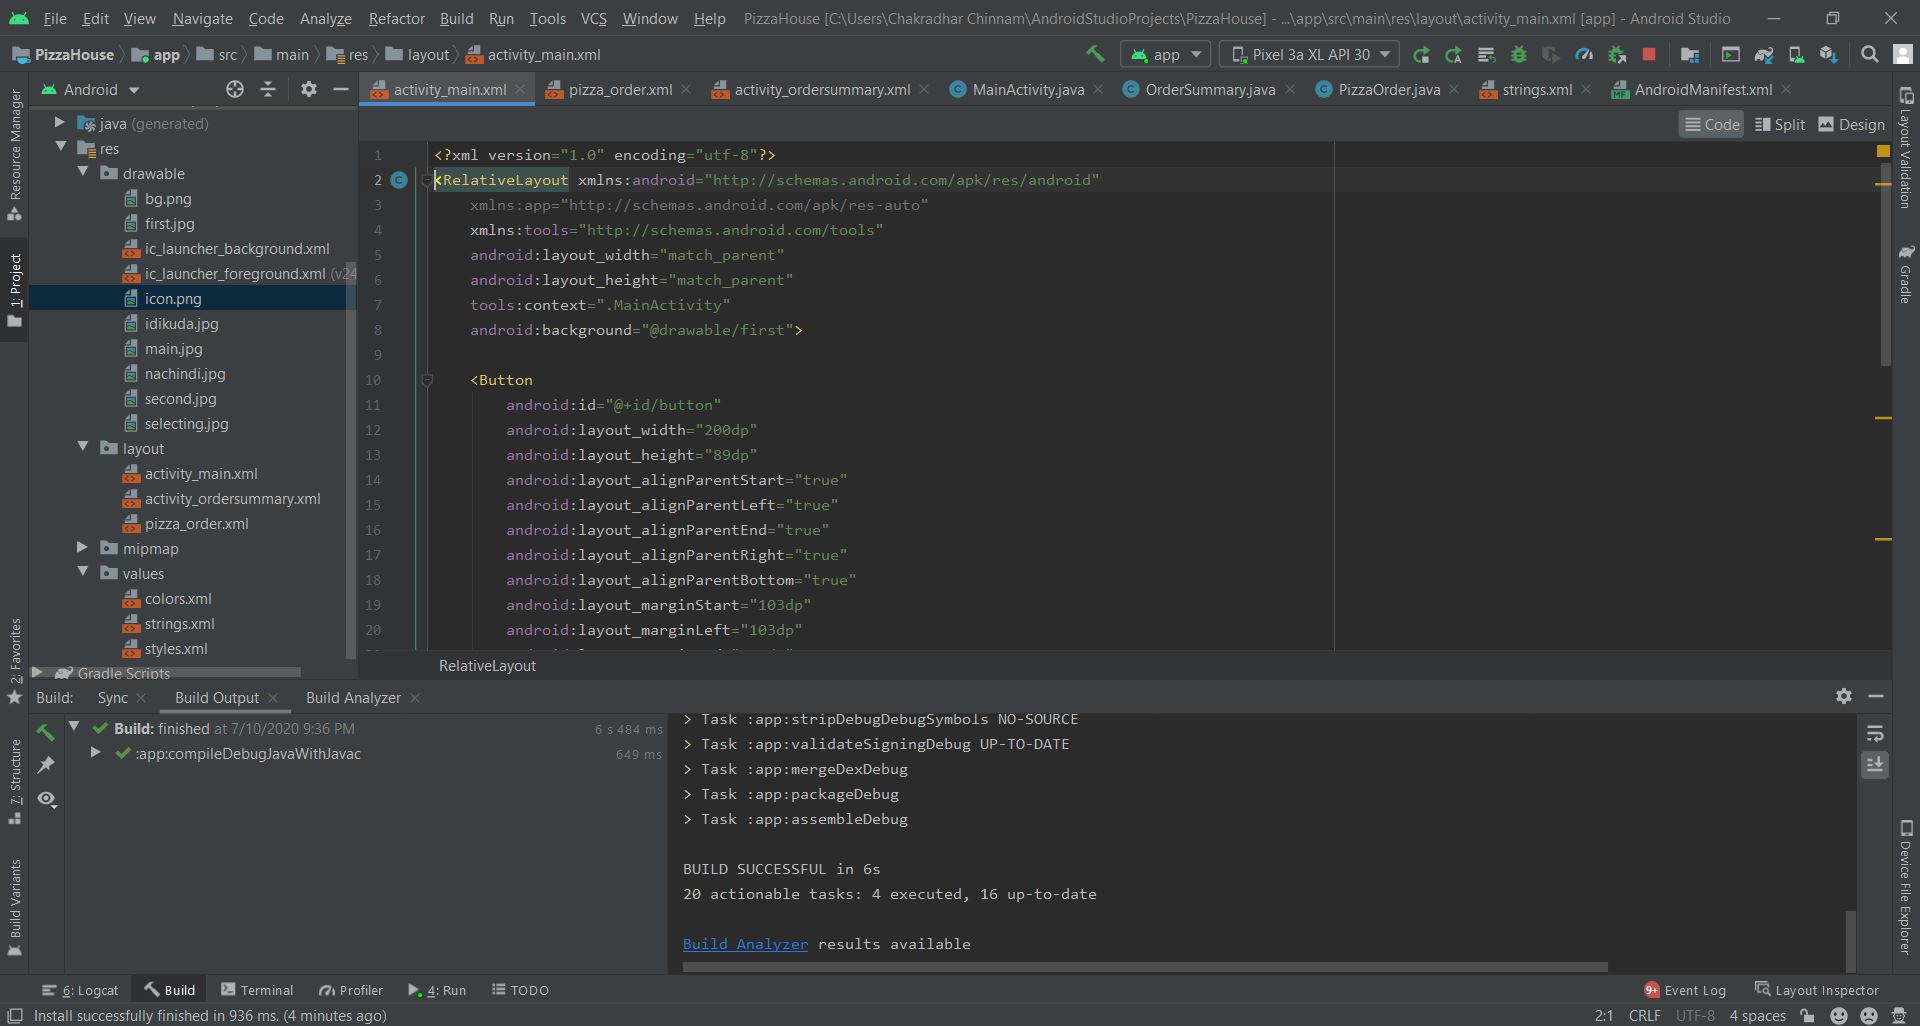 File Edit View Navigate Code Analyze Refactor Build Run Tools VCS Window Help PizzaHouse [C:\Users\Chakradhar Chinnam\AndroidStudioProjects\PizzaHouse] - ...\app\src\main\res\layout\activity_main.xml [app] - Android Studio
PizzaHouse app src main res layout activity_main.xml app Pixel 3a XL API 30
Android
activity_main.xml pizza_order.xml activity_ordersummary.xml MainActivity.java OrderSummary.java PizzaOrder.java strings.xml AndroidManifest.xml
Code Split Design
Resource Manager
1: Project
2: Favorites
7: Structure
Build Variants
java (generated)
res
drawable
bg.png
first.jpg
ic_launcher_background.xml
ic_launcher_foreground.xml (v24
icon.png
idikuda.jpg
main.jpg
nachindi.jpg
second.jpg
selecting.jpg
layout
activity_main.xml
activity_ordersummary.xml
pizza_order.xml
mipmap
values
colors.xml
strings.xml
styles.xml
Gradle Scripts
1 <?xml version="1.0" encoding="utf-8"?>
2 <RelativeLayout xmlns:android="http://schemas.android.com/apk/res/android"
3 xmlns:app="http://schemas.android.com/apk/res-auto"
4 xmlns:tools="http://schemas.android.com/tools"
5 android:layout_width="match_parent"
6 android:layout_height="match_parent"
7 tools:context=".MainActivity"
8 android:background="@drawable/first">
9
10 <Button
11 android:id="@+id/button"
12 android:layout_width="200dp"
13 android:layout_height="89dp"
14 android:layout_alignParentStart="true"
15 android:layout_alignParentLeft="true"
16 android:layout_alignParentEnd="true"
17 android:layout_alignParentRight="true"
18 android:layout_alignParentBottom="true"
19 android:layout_marginStart="103dp"
20 android:layout_marginLeft="103dp"
RelativeLayout
Layout Validation
Gradle
Device File Explorer
Build: Sync Build Output Build Analyzer
Build: finished at 7/10/2020 9:36 PM 6 s 484 ms
:app:compileDebugJavaWithJavac 649 ms
> Task :app:stripDebugDebugSymbols NO-SOURCE
> Task :app:validateSigningDebug UP-TO-DATE
> Task :app:mergeDexDebug
> Task :app:packageDebug
> Task :app:assembleDebug
BUILD SUCCESSFUL in 6s
20 actionable tasks: 4 executed, 16 up-to-date
Build Analyzer results available
6: Logcat Build Terminal Profiler 4: Run TODO 9+ Event Log Layout Inspector
Install successfully finished in 936 ms. (4 minutes ago) 2:1 CRLF UTF-8 4 spaces